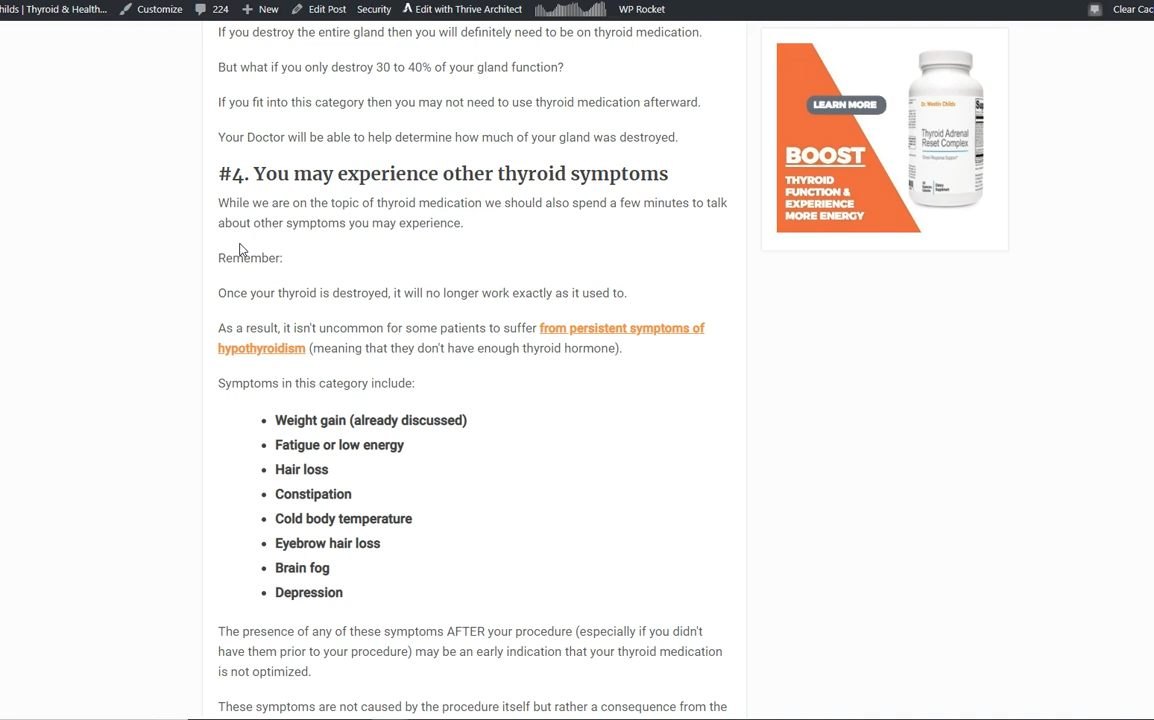 hilds | Thyroid & Health... Customize 224 New Edit Post Security Edit with Thrive Architect WP Rocket Clear Cac
If you destroy the entire gland then you will definitely need to be on thyroid medication.
But what if you only destroy 30 to 40% of your gland function?
If you fit into this category then you may not need to use thyroid medication afterward.
Your Doctor will be able to help determine how much of your gland was destroyed.
#4. You may experience other thyroid symptoms
While we are on the topic of thyroid medication we should also spend a few minutes to talk
about other symptoms you may experience.
Remember:
Once your thyroid is destroyed, it will no longer work exactly as it used to.
As a result, it isn't uncommon for some patients to suffer from persistent symptoms of
hypothyroidism (meaning that they don't have enough thyroid hormone).
Symptoms in this category include:
• Weight gain (already discussed)
• Fatigue or low energy
• Hair loss
• Constipation
• Cold body temperature
• Eyebrow hair loss
• Brain fog
• Depression
The presence of any of these symptoms AFTER your procedure (especially if you didn't
have them prior to your procedure) may be an early indication that your thyroid medication
is not optimized.
These symptoms are not caused by the procedure itself but rather a consequence from the
LEARN MORE
BOOST
THYROID
FUNCTION &
EXPERIENCE
MORE ENERGY
Dr. Westin Childs
Thyroid Adrenal
Reset Complex